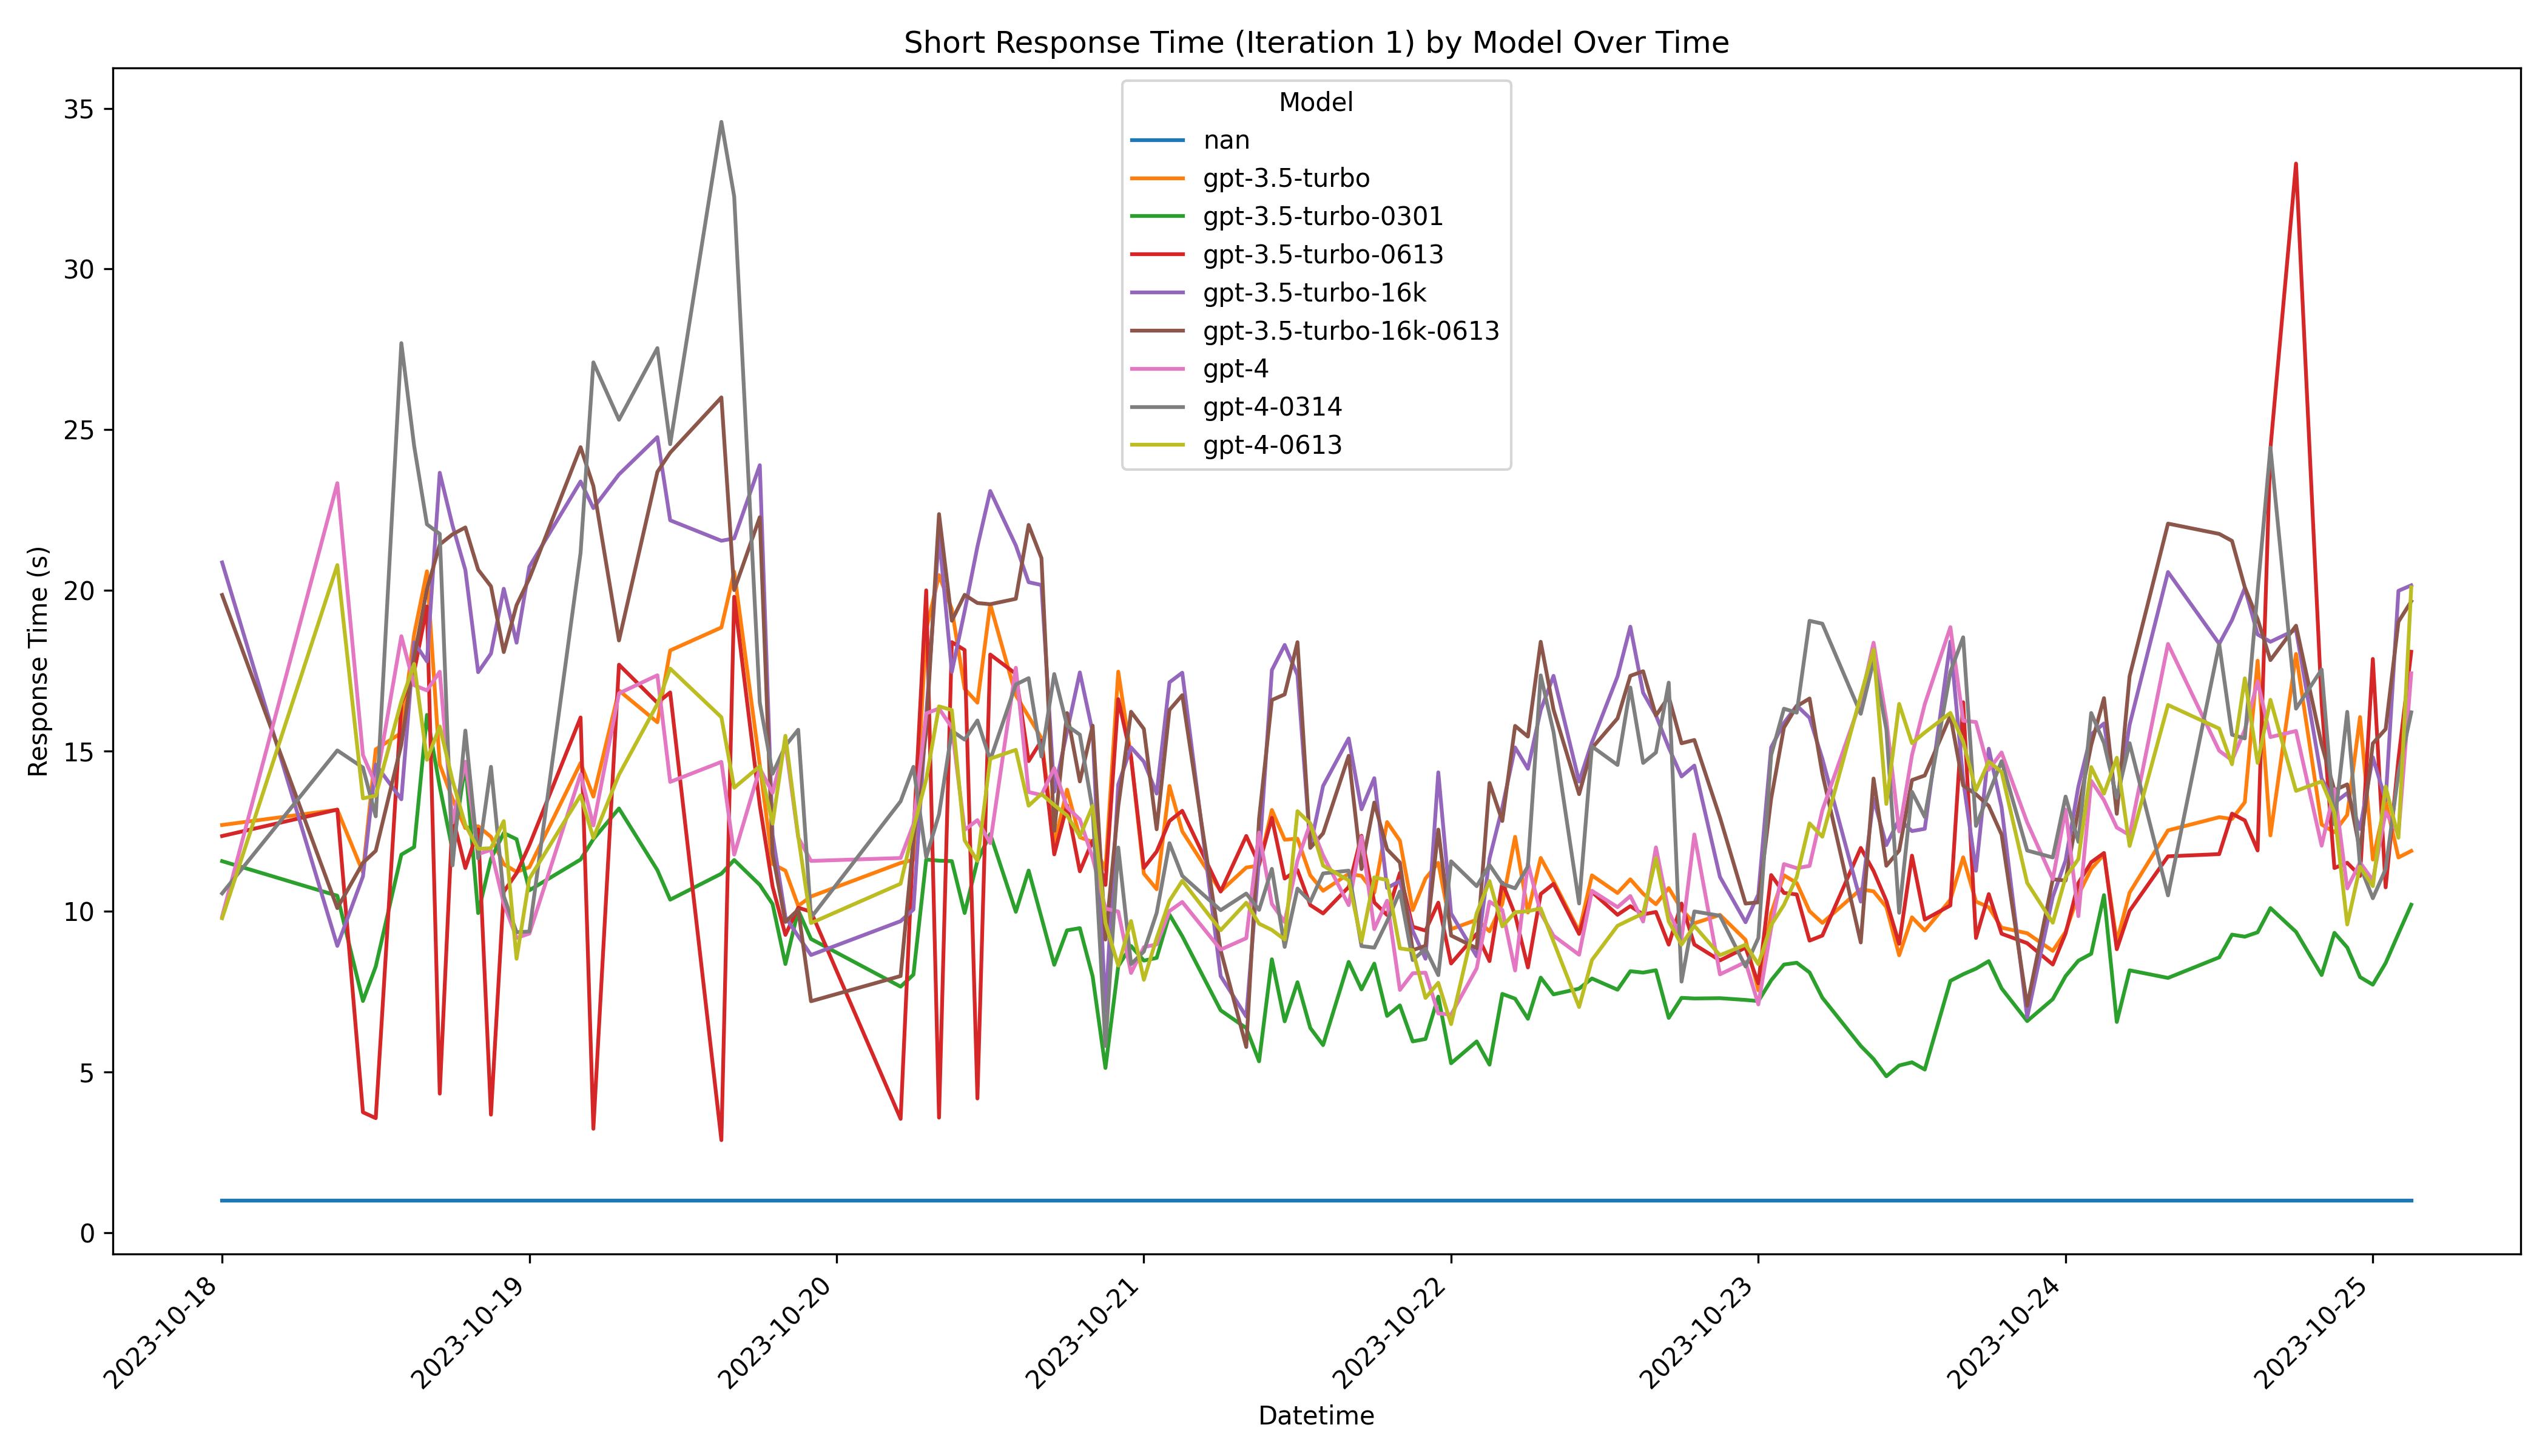 Short Response Time (Iteration 1) by Model Over Time
Model
nan
gpt-3.5-turbo
gpt-3.5-turbo-0301
gpt-3.5-turbo-0613
gpt-3.5-turbo-16k
gpt-3.5-turbo-16k-0613
gpt-4
gpt-4-0314
gpt-4-0613
Response Time (s)
35
30
25
20
15
10
5
0
2023-10-18
2023-10-19
2023-10-20
2023-10-21
2023-10-22
2023-10-23
2023-10-24
2023-10-25
Datetime